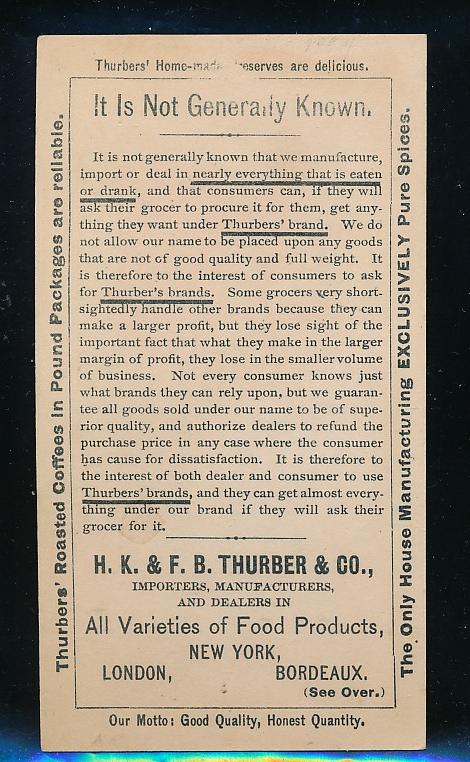 Thurbers' Home-made Preserves are delicious.
It Is Not Generally Known.
It is not generally known that we manufacture,
import or deal in nearly everything that is eaten
or drank, and that consumers can, if they will
ask their grocer to procure it for them, get any-
thing they want under Thurbers' brand. We do
not allow our name to be placed upon any goods
that are not of good quality and full weight. It
is therefore to the interest of consumers to ask
for Thurber's brands. Some grocers very short-
sightedly handle other brands because they can
make a larger profit, but they lose sight of the
important fact that what they make in the larger
margin of profit, they lose in the smaller volume
of business. Not every consumer knows just
what brands they can rely upon, but we guaran-
tee all goods sold under our name to be of supe-
rior quality, and authorize dealers to refund the
purchase price in any case where the consumer
has cause for dissatisfaction. It is therefore to
the interest of both dealer and consumer to use
Thurbers' brands, and they can get almost every-
thing under our brand if they will ask their
grocer for it.
H. K. & F. B. THURBER & CO.,
IMPORTERS, MANUFACTURERS,
AND DEALERS IN
All Varieties of Food Products,
NEW YORK,
LONDON, BORDEAUX.
(See Over.)
Our Motto: Good Quality, Honest Quantity.
Thurbers' Roasted Coffees in Pound Packages are reliable.
The Only House Manufacturing EXCLUSIVELY Pure Spices.